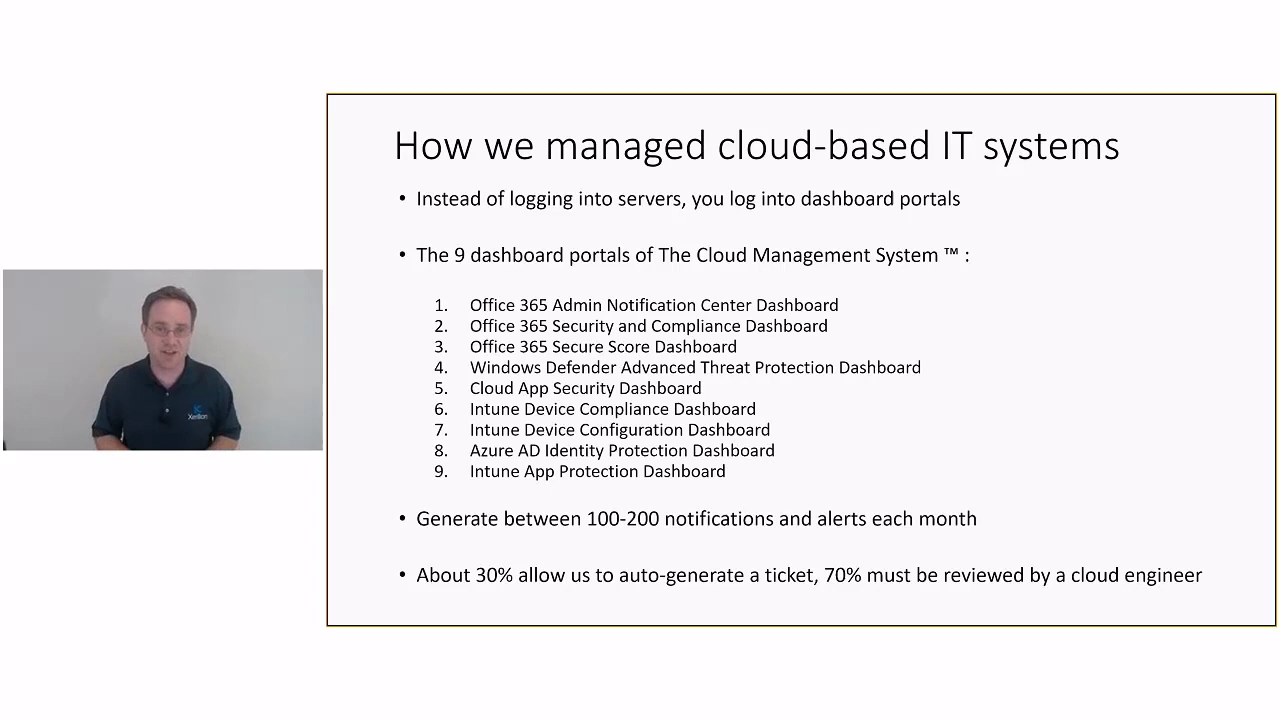 How we managed cloud-based IT systems
• Instead of logging into servers, you log into dashboard portals
• The 9 dashboard portals of The Cloud Management System ™ :
1. Office 365 Admin Notification Center Dashboard
2. Office 365 Security and Compliance Dashboard
3. Office 365 Secure Score Dashboard
4. Windows Defender Advanced Threat Protection Dashboard
5. Cloud App Security Dashboard
6. Intune Device Compliance Dashboard
7. Intune Device Configuration Dashboard
8. Azure AD Identity Protection Dashboard
9. Intune App Protection Dashboard
• Generate between 100-200 notifications and alerts each month
• About 30% allow us to auto-generate a ticket, 70% must be reviewed by a cloud engineer
Xerillion